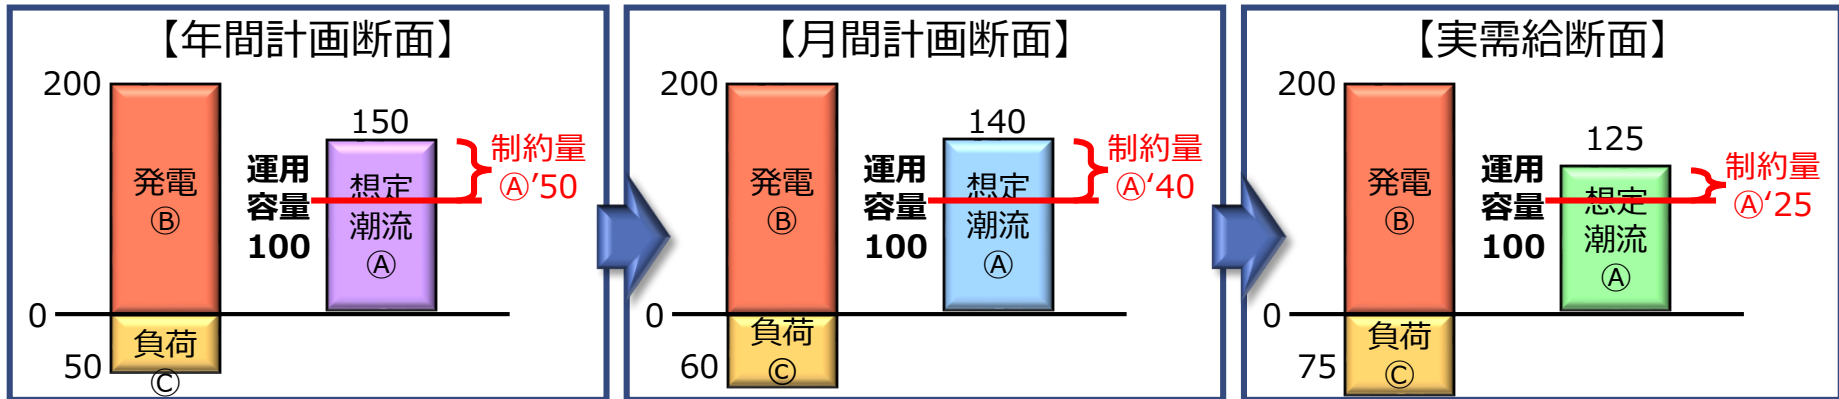 【年間計画断面】
200
発電
Ⓑ
0
負荷
Ⓒ
50
運用
容量
100
150
想定
潮流
Ⓐ
制約量
Ⓐ’50
【月間計画断面】
200
発電
Ⓑ
0
負荷
Ⓒ
60
運用
容量
100
140
想定
潮流
Ⓐ
制約量
Ⓐ‘40
【実需給断面】
200
発電
Ⓑ
0
負荷
Ⓒ
75
運用
容量
100
125
想定
潮流
Ⓐ
制約量
Ⓐ‘25